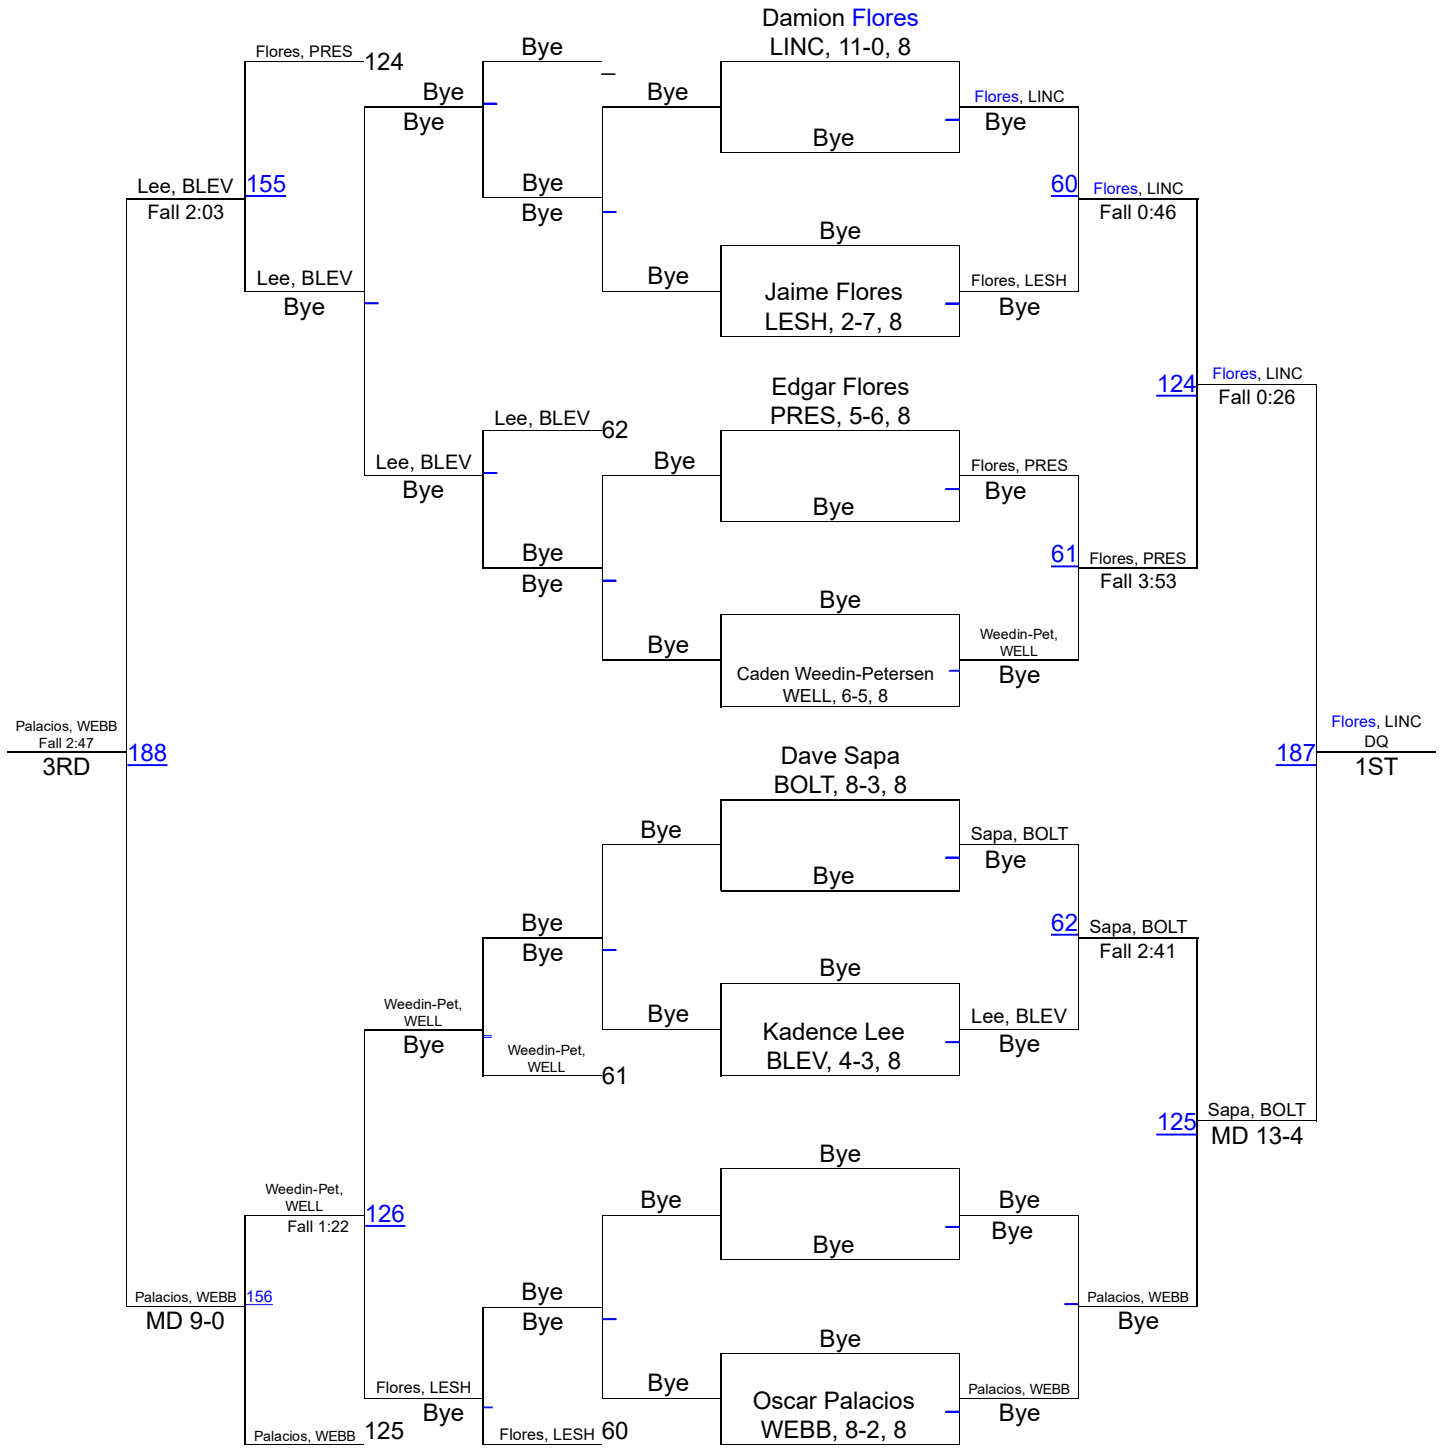 Damion Flores
LINC, 11-0, 8
Flores, PRES 124
Bye
_
Bye
Bye
Bye
Flores, LINC
Bye
Bye
Bye
Lee, BLEV 155
Fall 2:03
Bye
Bye
60 Flores, LINC
Fall 0:46
Bye
Lee, BLEV
Bye
Bye
Jaime Flores
LESH, 2-7, 8
Flores, LESH
Bye
Edgar Flores
PRES, 5-6, 8
124 Flores, LINC
Fall 0:26
Lee, BLEV 62
Lee, BLEV
Bye
Bye
Flores, PRES
Bye
Bye
Bye
Bye
61 Flores, PRES
Fall 3:53
Bye
Bye
Caden Weedin-Petersen
WELL, 6-5, 8
Weedin-Pet,
WELL
Bye
Palacios, WEBB
Fall 2:47
3RD
188
Dave Sapa
BOLT, 8-3, 8
187
Flores, LINC
DQ
1ST
Bye
Bye
Sapa, BOLT
Bye
Bye
Bye
62 Sapa, BOLT
Fall 2:41
Bye
Weedin-Pet,
WELL
Bye
Weedin-Pet,
WELL
61
Bye
Kadence Lee
BLEV, 4-3, 8
Lee, BLEV
Bye
125 Sapa, BOLT
MD 13-4
Bye
Weedin-Pet,
WELL
Fall 1:22
126
Bye
Bye
Bye
Bye
Palacios, WEBB 156
MD 9-0
Bye
Bye
Palacios, WEBB
Bye
Bye
Flores, LESH
Bye
Bye
Oscar Palacios
WEBB, 8-2, 8
Palacios, WEBB
Bye
Palacios, WEBB 125
Flores, LESH 60